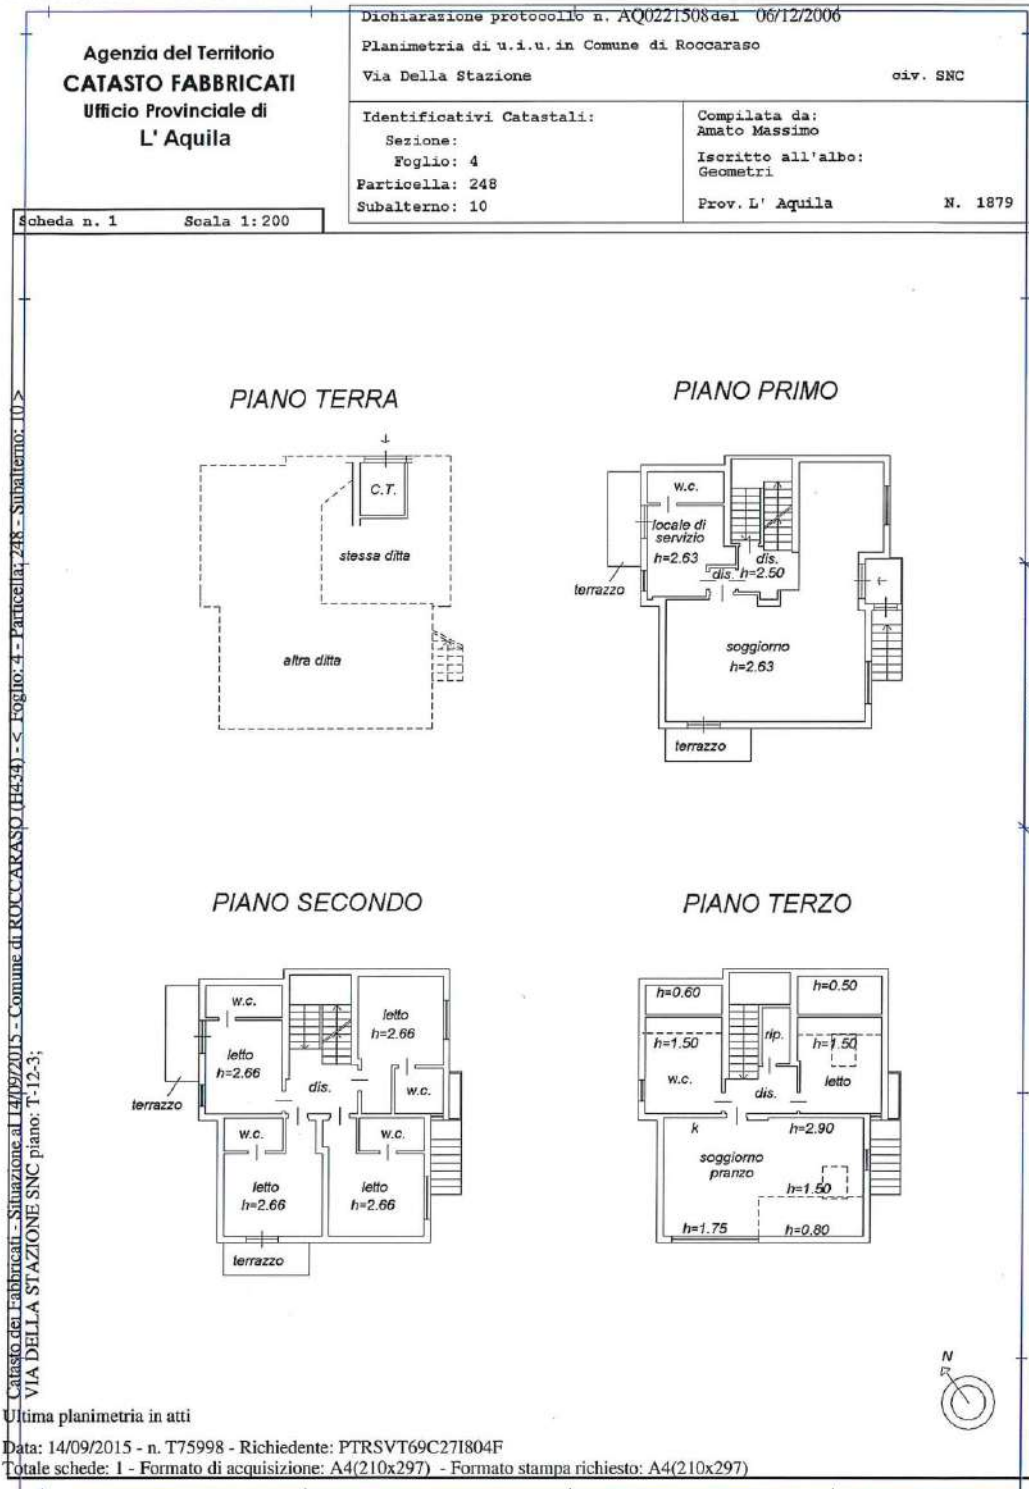 Agenzia del Territorio
CATASTO FABBRICATI
Ufficio Provinciale di
L' Aquila
Scheda n. 1 Scala 1:200
Dichiarazione protocollo n. AQ0221508 del 06/12/2006
Planimetria di u.i.u. in Comune di Roccaraso
Via Della Stazione civ. SNC
Identificativi Catastali:
Sezione:
Foglio: 4
Particella: 248
Subalterno: 10
Compilata da:
Amato Massimo
Iscritto all'albo:
Geometri
Prov. L' Aquila N. 1879
PIANO TERRA
C.T.
stessa ditta
altra ditta
PIANO PRIMO
w.c.
locale di
servizio
h=2.63
dis.
dis.
h=2.50
terrazzo
soggiorno
h=2.63
terrazzo
PIANO SECONDO
w.c.
letto
h=2.66
letto
h=2.66
dis.
w.c.
terrazzo
w.c.
w.c.
letto
h=2.66
letto
h=2.66
terrazzo
PIANO TERZO
h=0.60
h=0.50
rip.
h=1.50
h=1.50
w.c.
dis.
letto
k
h=2.90
soggiorno
pranzo
h=1.50
h=1.75
h=0.80
N
Catasto dei Fabbricati - Situazione al 14/09/2015 - Comune di ROCCARASO (H434) - < Foglio: 4 - Particella: 248 - Subalterno: 10 >
VIA DELLA STAZIONE SNC piano: T-12-3;
Ultima planimetria in atti
Data: 14/09/2015 - n. T75998 - Richiedente: PTRSVT69C27I804F
Totale schede: 1 - Formato di acquisizione: A4(210x297) - Formato stampa richiesto: A4(210x297)